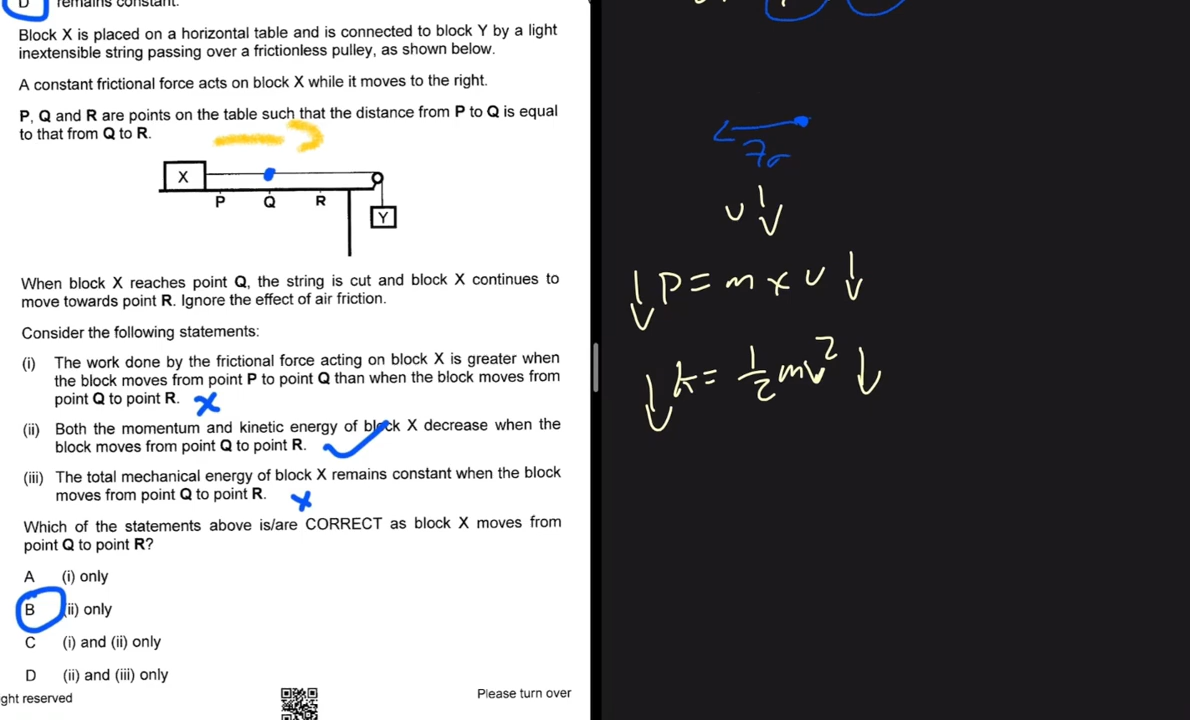 D remains constant.
Block X is placed on a horizontal table and is connected to block Y by a light
inextensible string passing over a frictionless pulley, as shown below.
A constant frictional force acts on block X while it moves to the right.
P, Q and R are points on the table such that the distance from P to Q is equal
to that from Q to R.
X
P Q R
Y
When block X reaches point Q, the string is cut and block X continues to
move towards point R. Ignore the effect of air friction.
Consider the following statements:
(i) The work done by the frictional force acting on block X is greater when
the block moves from point P to point Q than when the block moves from
point Q to point R.
(ii) Both the momentum and kinetic energy of block X decrease when the
block moves from point Q to point R.
(iii) The total mechanical energy of block X remains constant when the block
moves from point Q to point R.
Which of the statements above is/are CORRECT as block X moves from
point Q to point R?
A (i) only
B (ii) only
C (i) and (ii) only
D (ii) and (iii) only
ght reserved
Please turn over
υ ↓
↓ P = m × υ ↓
↓ k = ½ mv² ↓